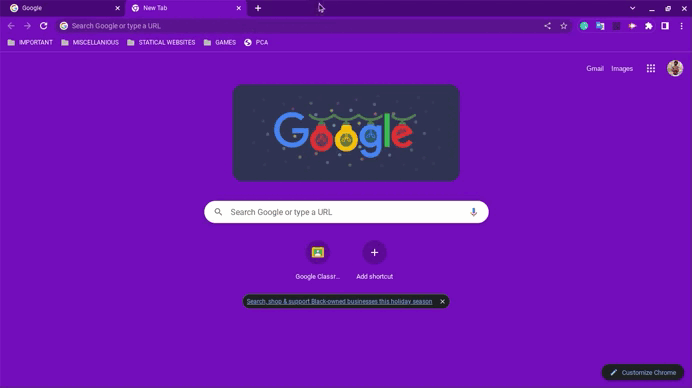 Google
New Tab
Search Google or type a URL
IMPORTANT
MISCELLANIOUS
STATICAL WEBSITES
GAMES
PCA
Gmail
Images
Google
Search Google or type a URL
Google Classr...
Add shortcut
Search, shop & support Black-owned businesses this holiday season
Customize Chrome